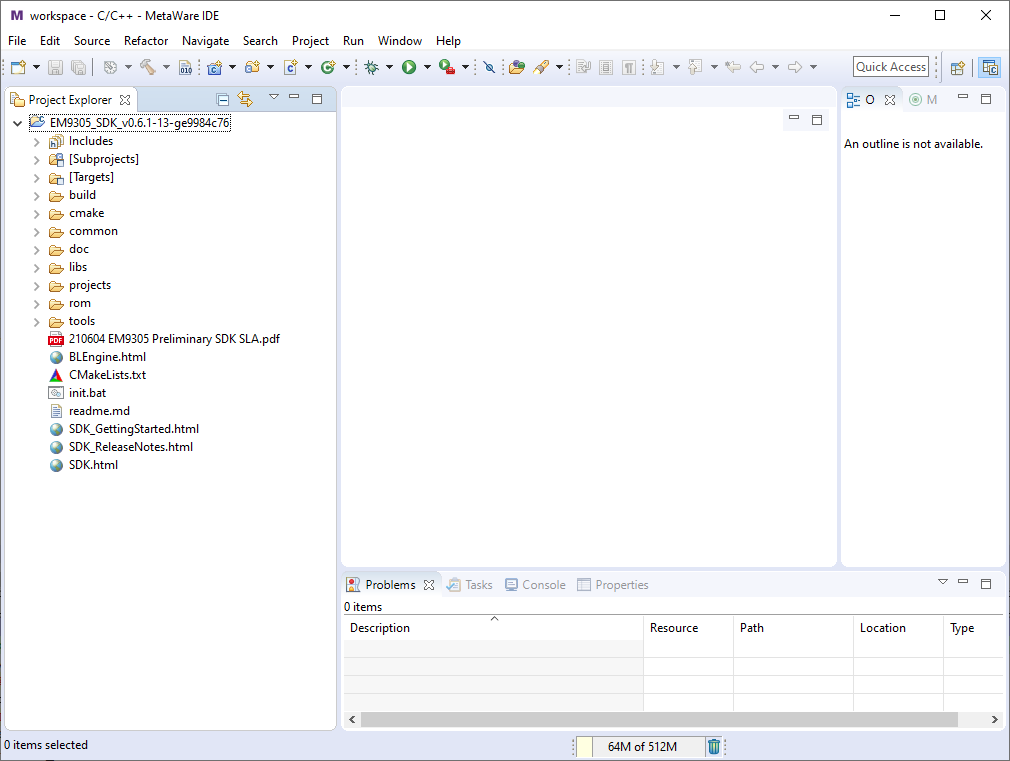 M workspace - C/C++ - MetaWare IDE
File Edit Source Refactor Navigate Search Project Run Window Help
Quick Access
Project Explorer
EM9305_SDK_v0.6.1-13-ge9984c76
Includes
[Subprojects]
[Targets]
build
cmake
common
doc
libs
projects
rom
tools
210604 EM9305 Preliminary SDK SLA.pdf
BLEngine.html
CMakeLists.txt
init.bat
readme.md
SDK_GettingStarted.html
SDK_ReleaseNotes.html
SDK.html
O M
An outline is not available.
Problems Tasks Console Properties
0 items
Description Resource Path Location Type
0 items selected
64M of 512M